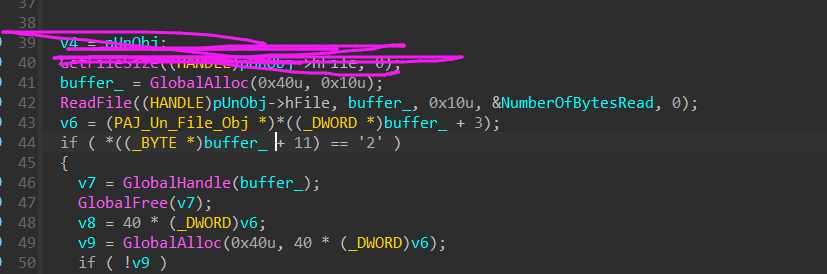 37
38
39 v4 = pUnObj;
40 GetFileSize((HANDLE)pUnObj->hFile, 0);
41 buffer_ = GlobalAlloc(0x40u, 0x10u);
42 ReadFile((HANDLE)pUnObj->hFile, buffer_, 0x10u, &NumberOfBytesRead, 0);
43 v6 = (PAJ_Un_File_Obj *)*((_DWORD *)buffer_ + 3);
44 if ( *((_BYTE *)buffer_ + 11) == '2' )
45 {
46 v7 = GlobalHandle(buffer_);
47 GlobalFree(v7);
48 v8 = 40 * (_DWORD)v6;
49 v9 = GlobalAlloc(0x40u, 40 * (_DWORD)v6);
50 if ( !v9 )